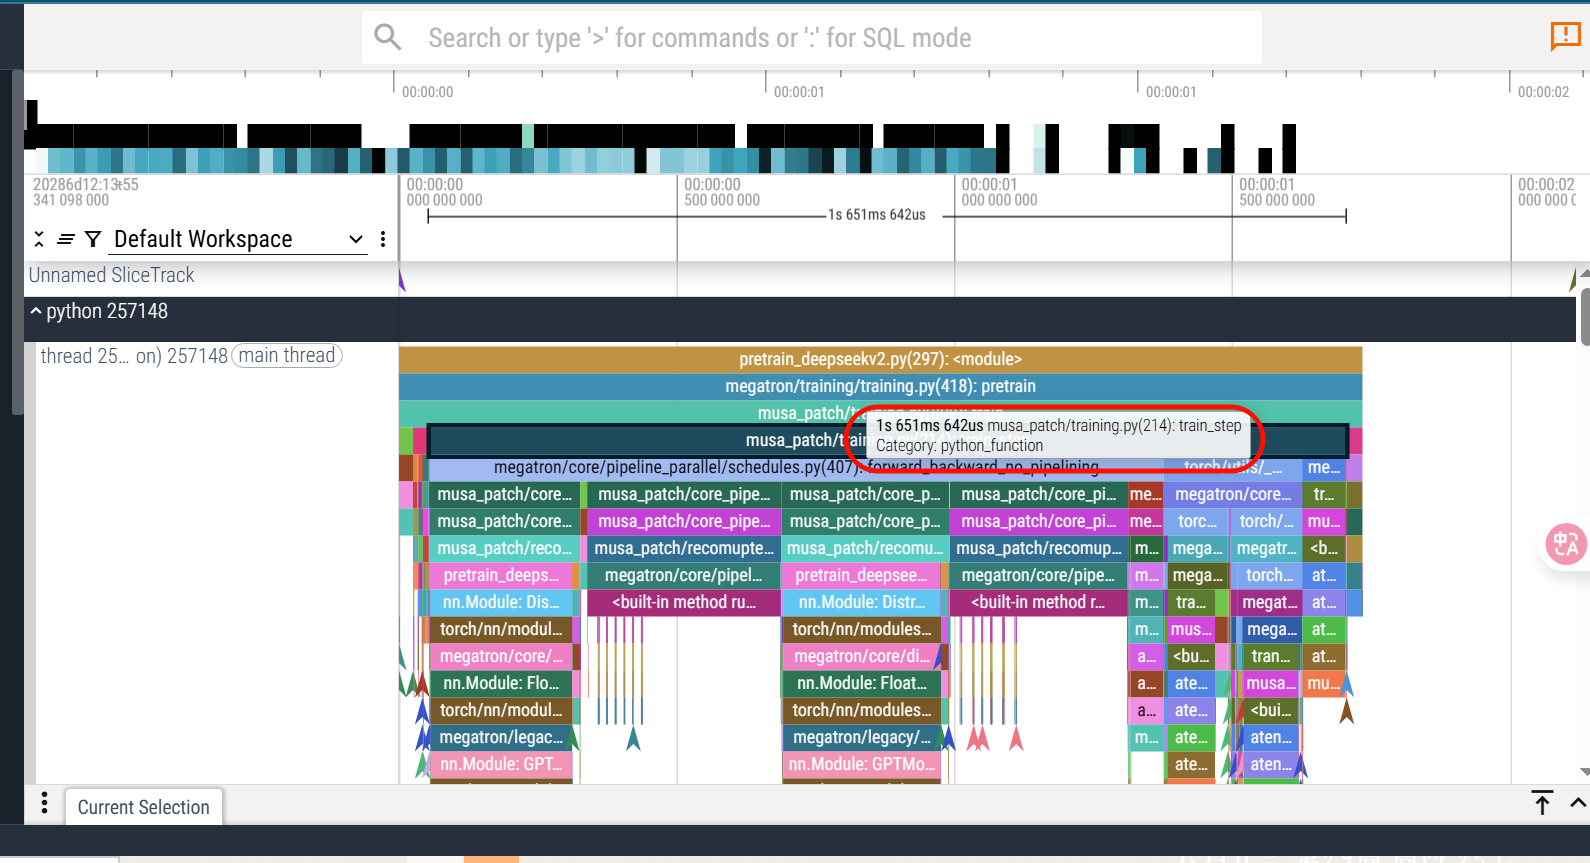 Search or type '>' for commands or ':' for SQL mode
00:00:00 00:00:01 00:00:01 00:00:02
20286d12:13:55
341 098 000
00:00:00 00:00:00 00:00:01 00:00:01 00:00:02
000 000 000 500 000 000 000 000 000 500 000 000 000 000
1s 651ms 642us
Default Workspace
Unnamed SliceTrack
python 257148
thread 25... on) 257148 main thread
pretrain_deepseekv2.py(297): <module>
megatron/training/training.py(418): pretrain
musa_patch/
1s 651ms 642us musa_patch/training.py(214): train_step
musa_patch/train
Category: python_function
megatron/core/pipeline_parallel/schedules.py(407): forward_backward_no_pipelining torch/utils/_... me...
musa_patch/core... musa_patch/core_pipe... musa_patch/core_p... musa_patch/core_pi... me... megatron/core... tr...
musa_patch/core... musa_patch/core_pipe... musa_patch/core_p... musa_patch/core_pi... me... torc... torch/... mu...
musa_patch/reco... musa_patch/recompute... musa_patch/recomu... musa_patch/recomup... m... mega... megatr... <b...
pretrain_deeps... megatron/core/pipel... pretrain_deepsee... megatron/core/pipe... m... mega... torch... at...
nn.Module: Dis... <built-in method ru... nn.Module: Distr... <built-in method r... m... tra... megat... at...
torch/nn/modul... torch/nn/modules... m... mus... mega... at...
megatron/core/... megatron/core/di... a... <bu... tran... at...
nn.Module: Flo... nn.Module: Float... a... ate... musa... mu...
torch/nn/modul... torch/nn/modules... a... ate... <bui...
megatron/legac... megatron/legacy/... m... ate... aten...
nn.Module: GPT... nn.Module: GPTMo... ate... aten...
Current Selection
中A